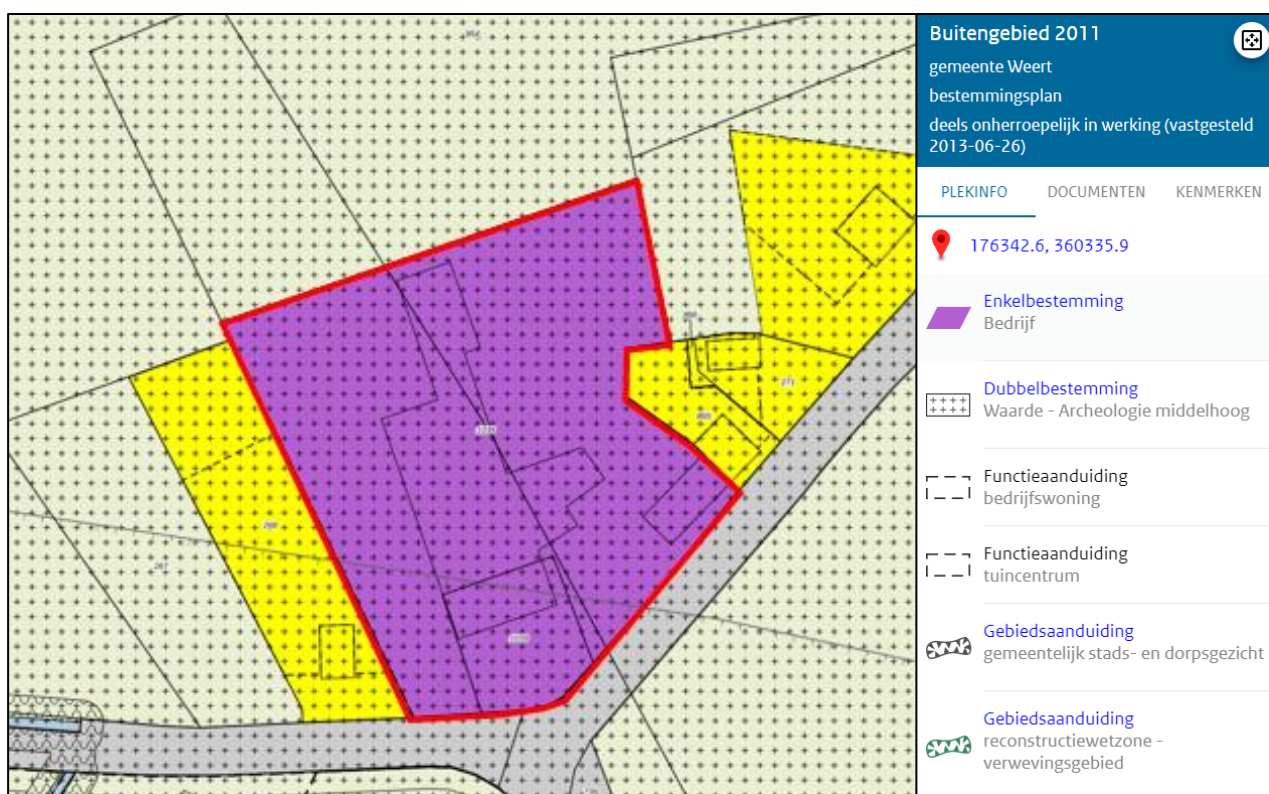 Buitengebied 2011
gemeente Weert
bestemmingsplan
deels onherroepelijk in werking (vastgesteld
2013-06-26)
PLEKINFO DOCUMENTEN KENMERKEN
176342.6, 360335.9
Enkelbestemming
Bedrijf
Dubbelbestemming
Waarde - Archeologie middelhoog
Functieaanduiding
bedrijfswoning
Functieaanduiding
tuincentrum
Gebiedsaanduiding
gemeentelijk stads- en dorpsgezicht
Gebiedsaanduiding
reconstructiewetzone -
verwevingsgebied